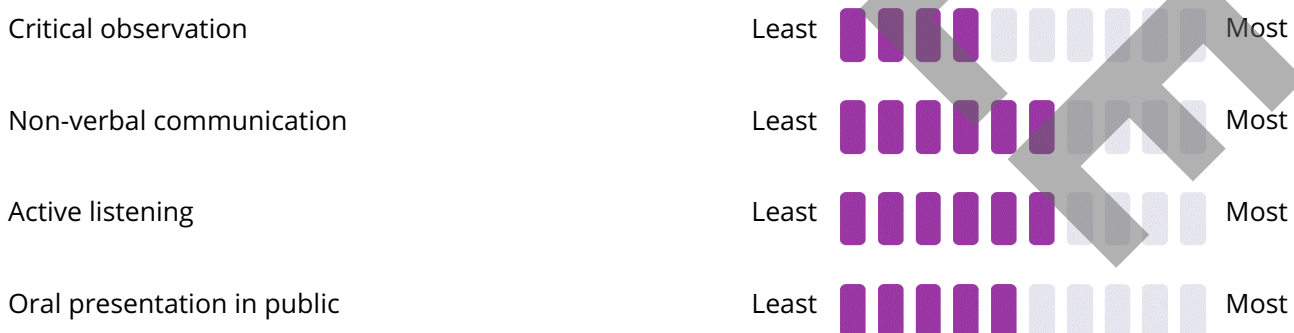 Critical observation Least Most
Non-verbal communication Least Most
Active listening Least Most
Oral presentation in public Least Most